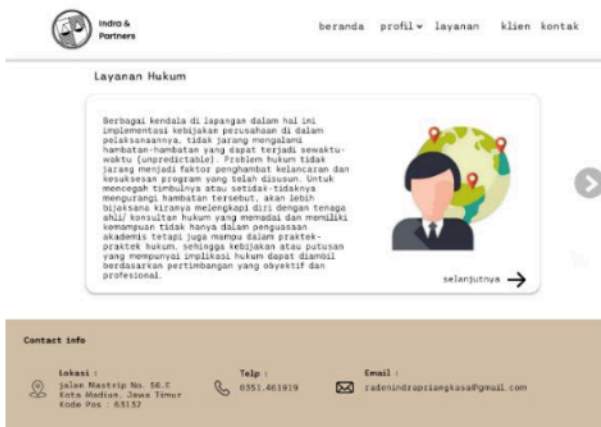 Indra &
Partners
beranda profil layanan klien kontak
Layanan Hukum
Berbagai kendala di lapangan dalam hal ini
implementasi kebijakan perusahaan di dalam
pelaksanaannya, tidak jarang mengalami
hambatan-hambatan yang dapat terjadi sewaktu-
waktu (unpredictable). Problem hukum tidak
jarang menjadi faktor penghambat kelancaran dan
kesuksesan program yang telah disusun. Untuk
mencegah timbulnya atau setidak-tidaknya
mengurangi hambatan tersebut, akan lebih
bijaksana kiranya melengkapi diri dengan tenaga
ahli/ konsultan hukum yang memadai dan memiliki
kemampuan tidak hanya dalam penguasaan
akademis tetapi juga mampu dalam praktek-
praktek hukum, sehingga kebijakan atau putusan
yang mempunyai implikasi hukum dapat diambil
berdasarkan pertimbangan yang obyektif dan
profesional.
selanjutnya
Contact info
Lokasi :
jalan Mastrip No. 56.E
Kota Madiun, Jawa Timur
Kode Pos : 63132
Telp :
0351.461919
Email :
radenindrapriangkasa@gmail.com